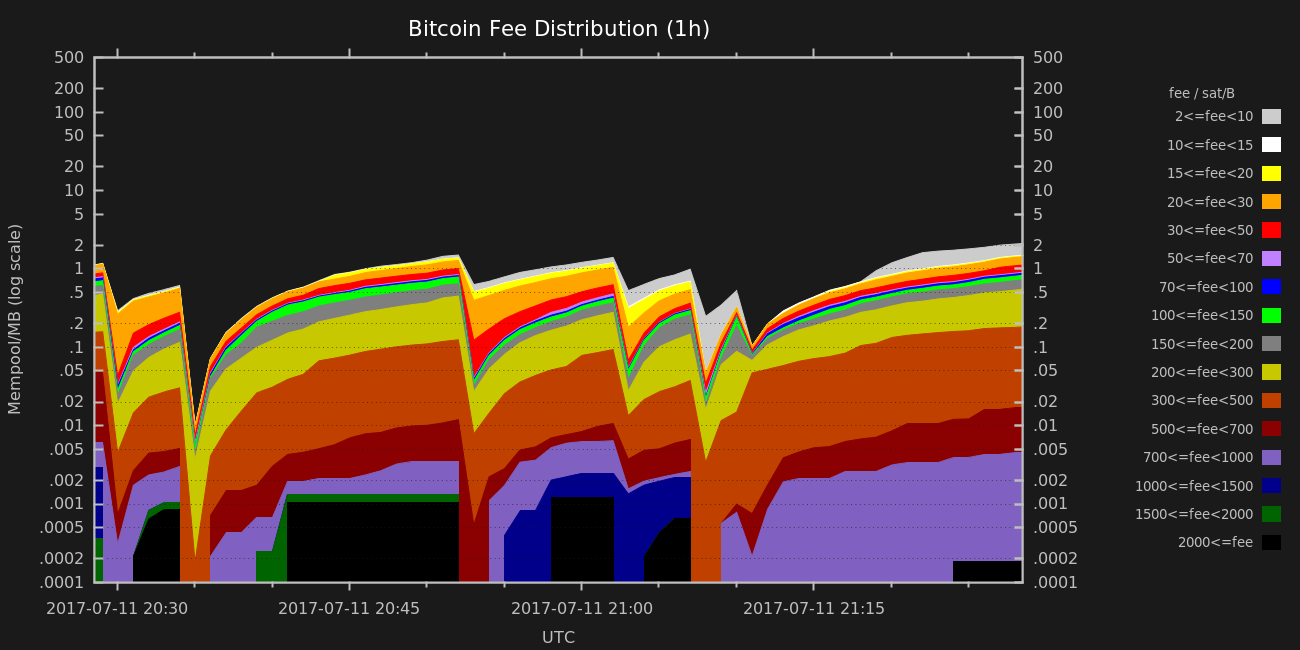 Bitcoin Fee Distribution (1h)
500 500
200 200
100 100
50 50
20 20
10 10
5 5
2 2
1 1
.5 .5
.2 .2
.1 .1
.05 .05
.02 .02
.01 .01
.005 .005
.002 .002
.001 .001
.0005 .0005
.0002 .0002
.0001 .0001
Mempool/MB (log scale)
2017-07-11 20:30 2017-07-11 20:45 2017-07-11 21:00 2017-07-11 21:15
UTC
fee / sat/B
2<=fee<10
10<=fee<15
15<=fee<20
20<=fee<30
30<=fee<50
50<=fee<70
70<=fee<100
100<=fee<150
150<=fee<200
200<=fee<300
300<=fee<500
500<=fee<700
700<=fee<1000
1000<=fee<1500
1500<=fee<2000
2000<=fee